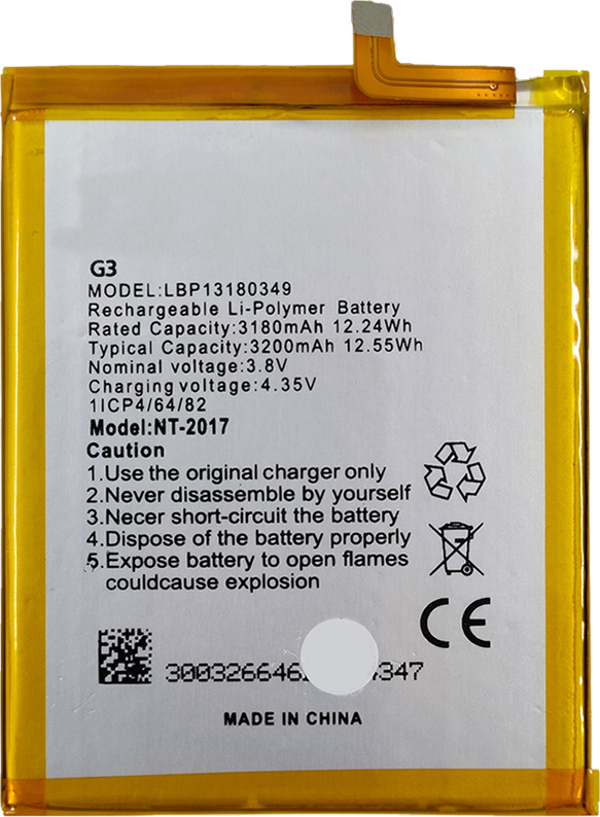 G3
MODEL:LBP13180349
Rechargeable Li-Polymer Battery
Rated Capacity:3180mAh 12.24Wh
Typical Capacity:3200mAh 12.55Wh
Nominal voltage:3.8V
Charging voltage:4.35V
1ICP4/64/82
Model:NT-2017
Caution
1.Use the original charger only
2.Never disassemble by yourself
3.Necer short-circuit the battery
4.Dispose of the battery properly
5.Expose battery to open flames
couldcause explosion
CE
MADE IN CHINA